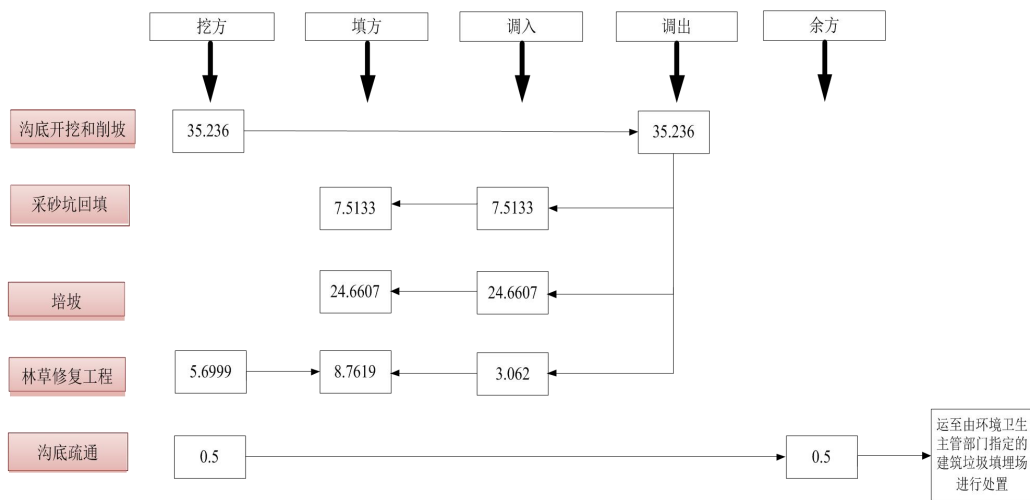 挖方 填方 调入 调出 余方
沟底开挖和削坡 35.236 35.236
采砂坑回填 7.5133 7.5133
培坡 24.6607 24.6607
林草修复工程 5.6999 8.7619 3.062
沟底疏通 0.5 0.5
运至由环境卫生
主管部门指定的
建筑垃圾填埋场
进行处置